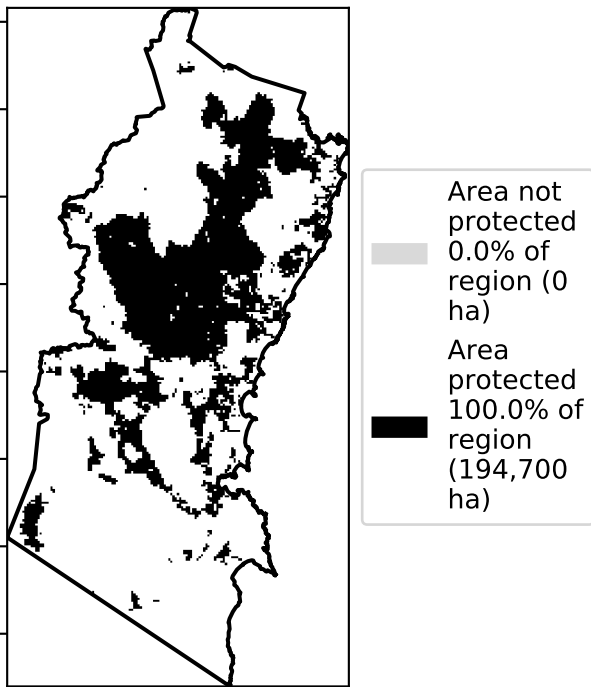 Area not
protected
0.0% of
region (0
ha)
Area
protected
100.0% of
region
(194,700
ha)